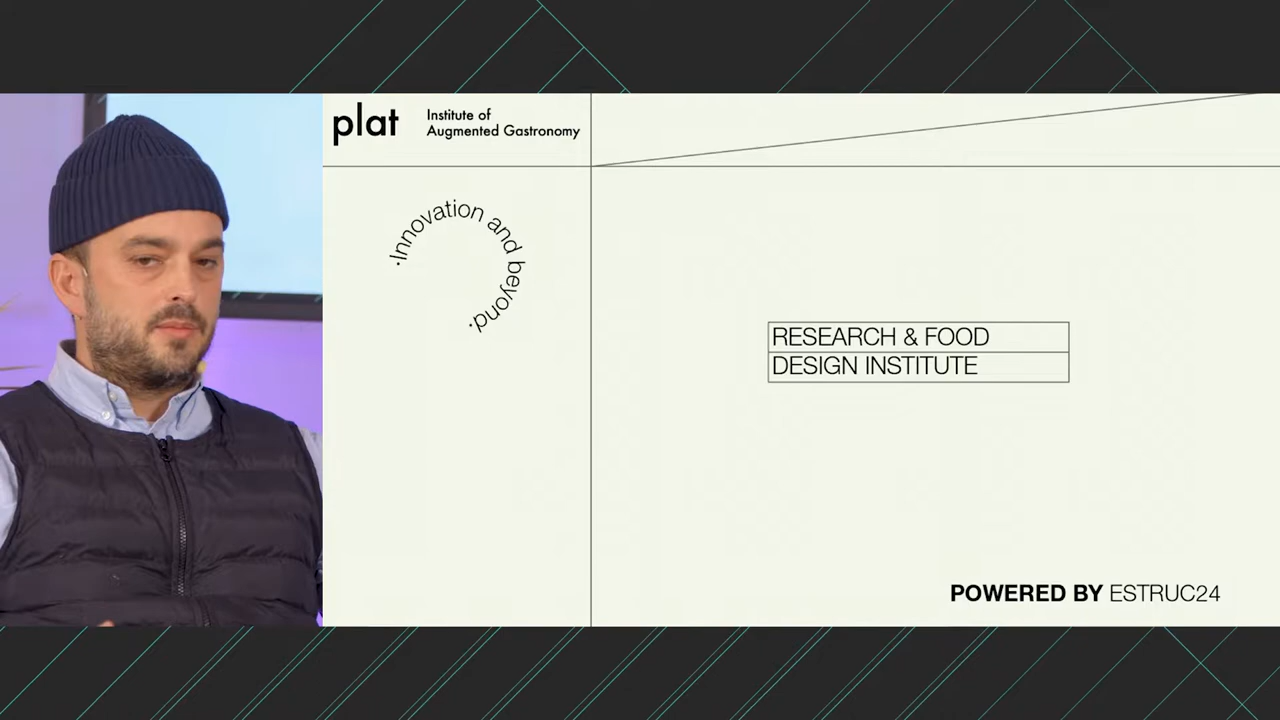 plat
Institute of
Augmented Gastronomy
·Innovation and beyond.
RESEARCH & FOOD
DESIGN INSTITUTE
POWERED BY ESTRUC24